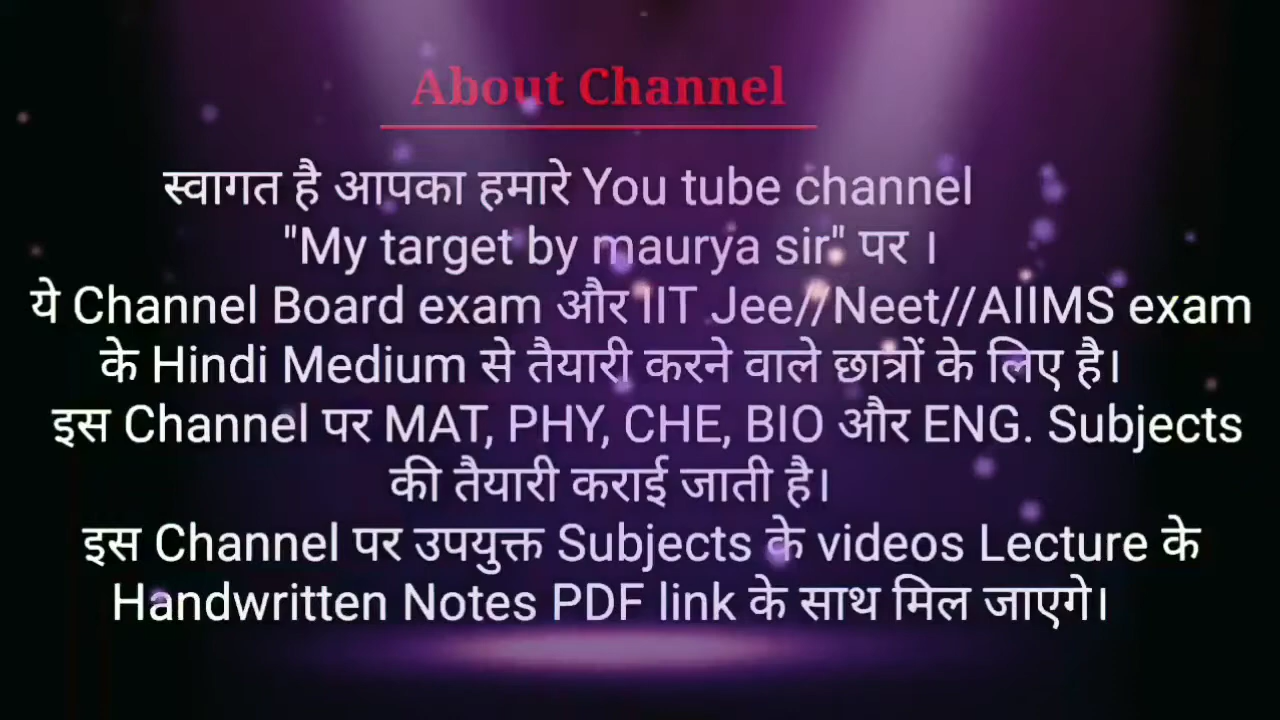 About Channel
स्वागत है आपका हमारे You tube channel
"My target by maurya sir" पर ।
ये Channel Board exam और IIT Jee//Neet//AIIMS exam
के Hindi Medium से तैयारी करने वाले छात्रों के लिए है।
इस Channel पर MAT, PHY, CHE, BIO और ENG. Subjects
की तैयारी कराई जाती है।
इस Channel पर उपयुक्त Subjects के videos Lecture के
Handwritten Notes PDF link के साथ मिल जाएगे।